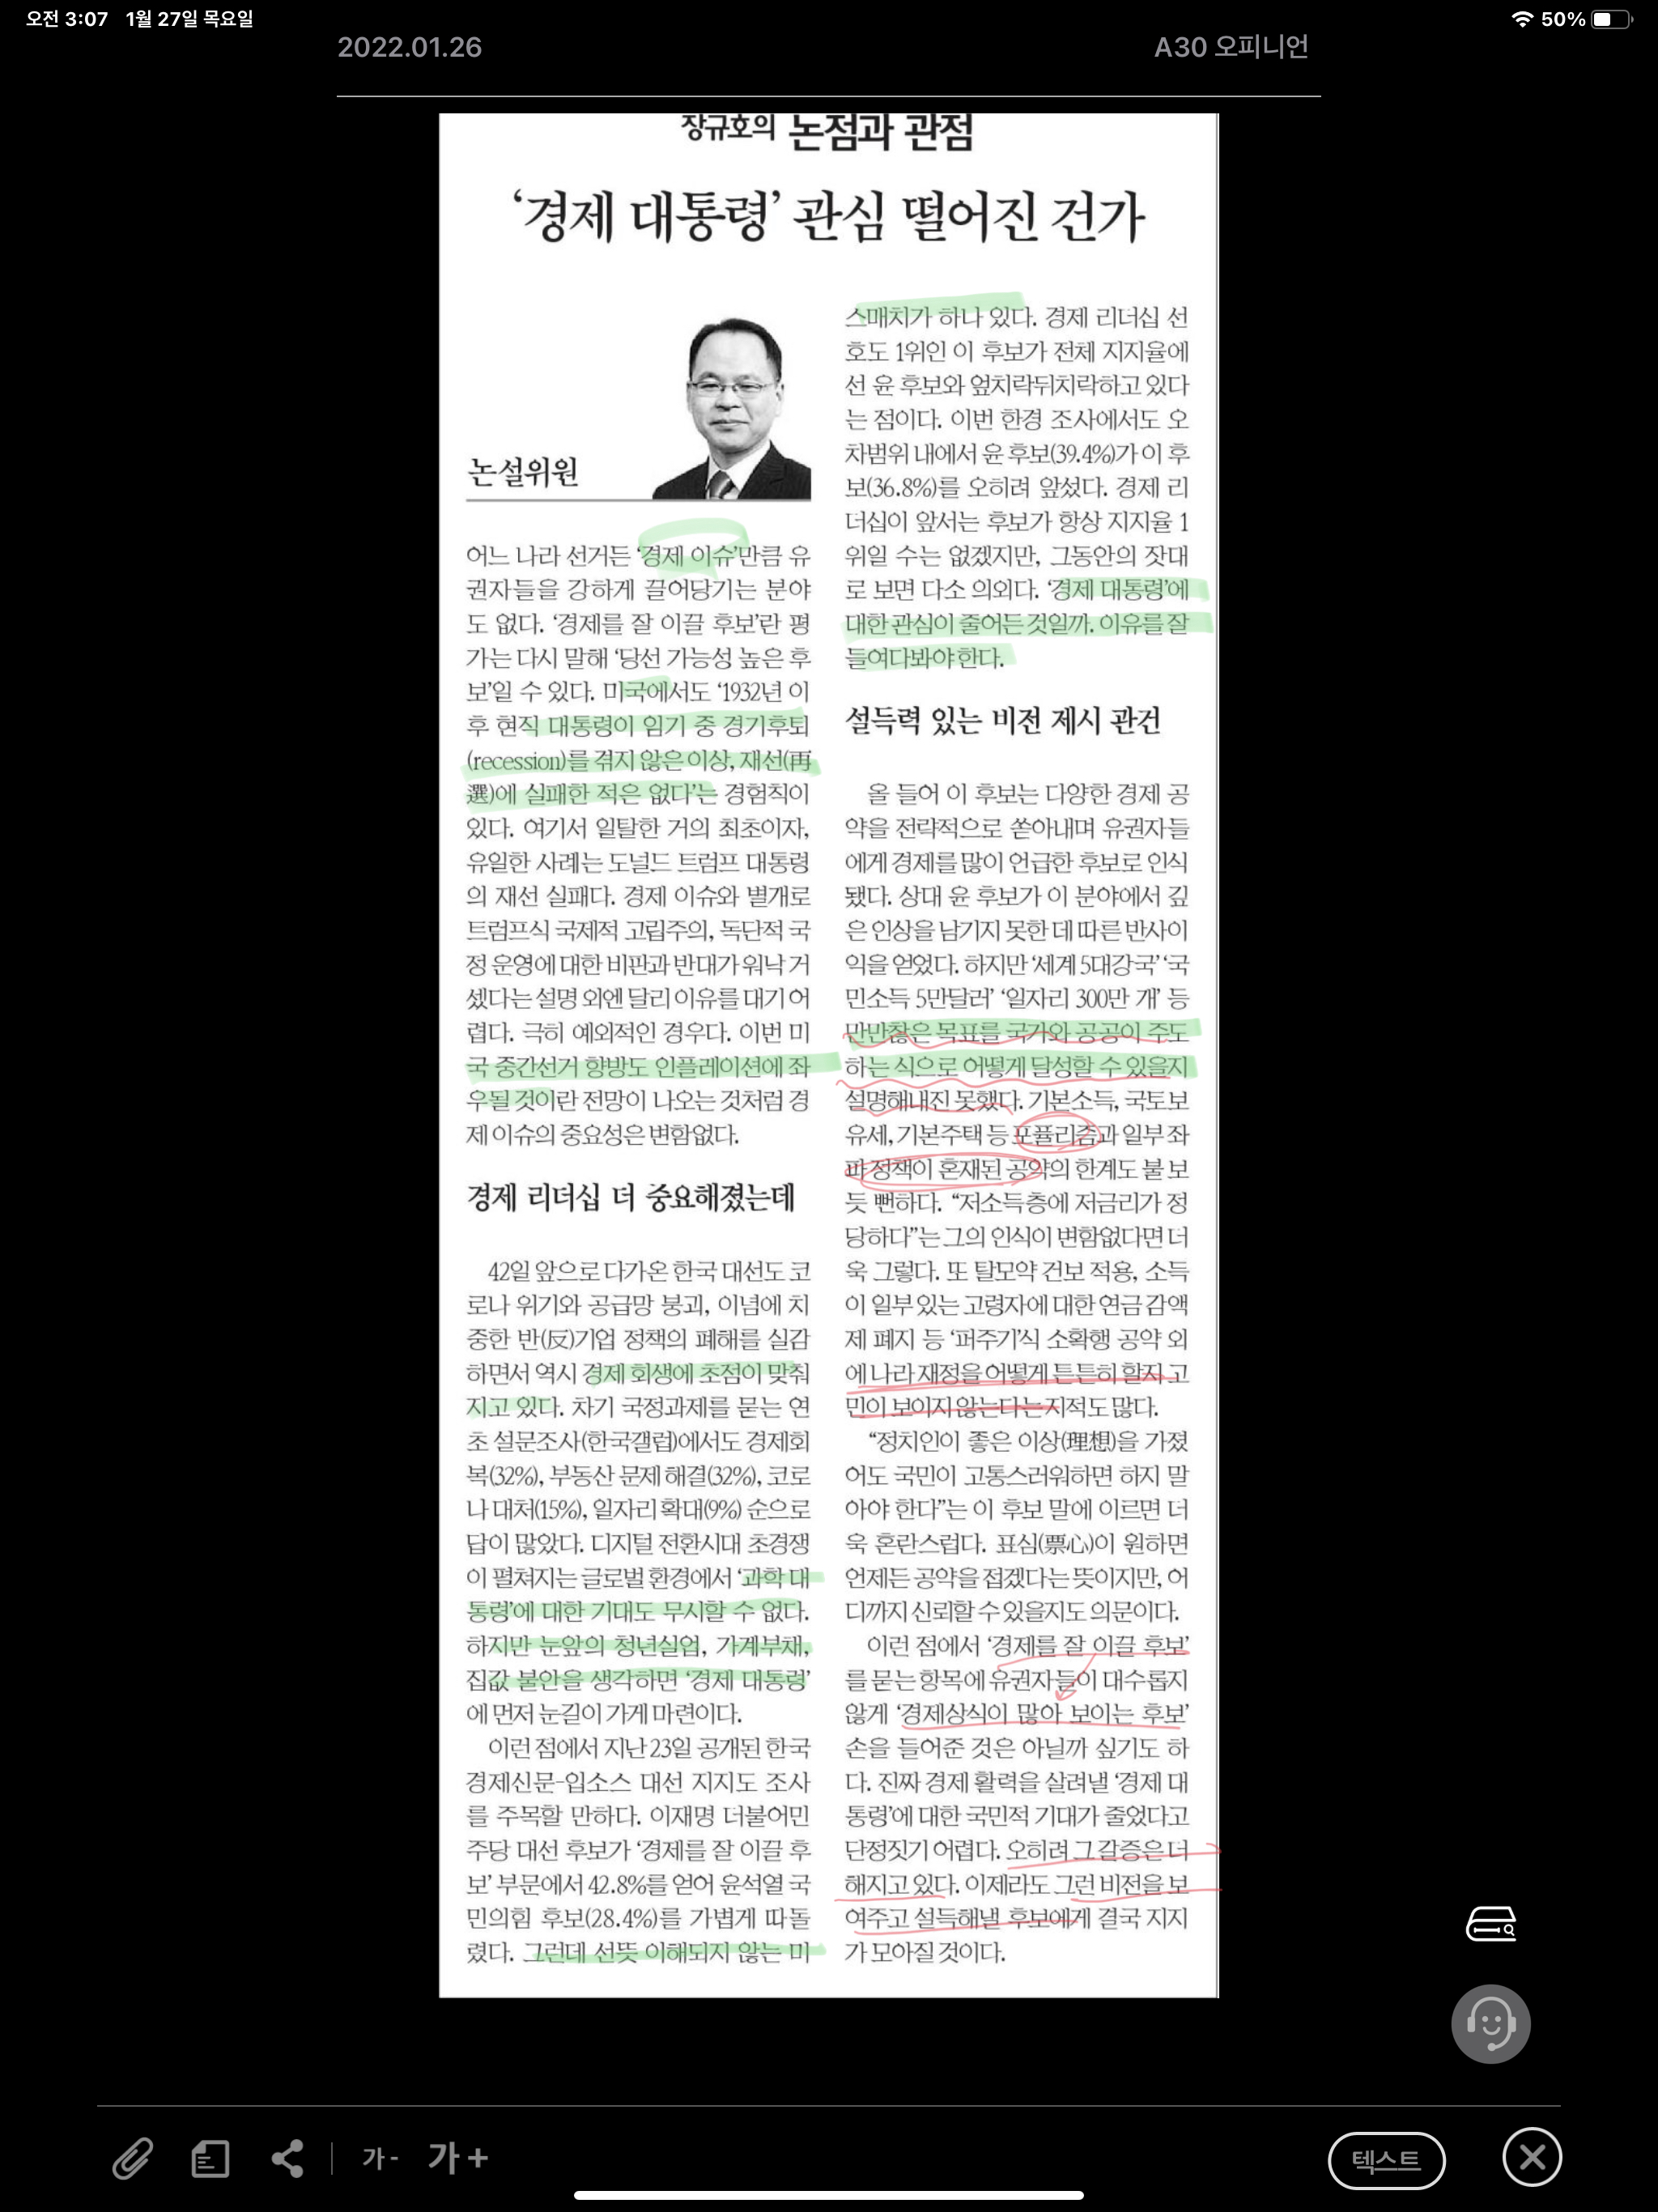 오전 3:07 1월 27일 목요일
50%
2022.01.26
A30 오피니언
장규호의 논점과 관점
‘경제 대통령’ 관심 떨어진 건가
논설위원
어느 나라 선거든 ‘경제 이슈’만큼 유
권자들을 강하게 끌어당기는 분야
도 없다. ‘경제를 잘 이끌 후보’란 평
가는 다시 말해 ‘당선 가능성 높은 후
보’일 수 있다. 미국에서도 ‘1932년 이
후 현직 대통령이 임기 중 경기후퇴
(recession)를 겪지 않은 이상, 재선(再
選)에 실패한 적은 없다’는 경험칙이
있다. 여기서 일탈한 거의 최초이자,
유일한 사례는 도널드 트럼프 대통령
의 재선 실패다. 경제 이슈와 별개로
트럼프식 국제적 고립주의, 독단적 국
정 운영에 대한 비판과 반대가 워낙 거
셌다는 설명 외엔 달리 이유를 대기 어
렵다. 극히 예외적인 경우다. 이번 미
국 중간선거 향방도 인플레이션에 좌
우될 것이란 전망이 나오는 것처럼 경
제 이슈의 중요성은 변함없다.
경제 리더십 더 중요해졌는데
42일 앞으로 다가온 한국 대선도 코
로나 위기와 공급망 붕괴, 이념에 치
중한 반(反)기업 정책의 폐해를 실감
하면서 역시 경제 회생에 초점이 맞춰
지고 있다. 차기 국정과제를 묻는 연
초 설문조사(한국갤럽)에서도 경제회
복(32%), 부동산 문제 해결(32%), 코로
나 대처(15%), 일자리 확대(9%) 순으로
답이 많았다. 디지털 전환시대 초경쟁
이 펼쳐지는 글로벌 환경에서 ‘과학 대
통령’에 대한 기대도 무시할 수 없다.
하지만 눈앞의 청년실업, 가계부채,
집값 불안을 생각하면 ‘경제 대통령’
에 먼저 눈길이 가게 마련이다.
이런 점에서 지난 23일 공개된 한국
경제신문-입소스 대선 지지도 조사
를 주목할 만하다. 이재명 더불어민
주당 대선 후보가 ‘경제를 잘 이끌 후
보’ 부문에서 42.8%를 얻어 윤석열 국
민의힘 후보(28.4%)를 가볍게 따돌
렸다. 그런데 선뜻 이해되지 않는 미
스매치가 하나 있다. 경제 리더십 선
호도 1위인 이 후보가 전체 지지율에
선 윤 후보와 엎치락뒤치락하고 있다
는 점이다. 이번 한경 조사에서도 오
차범위 내에서 윤 후보(39.4%)가 이 후
보(36.8%)를 오히려 앞섰다. 경제 리
더십이 앞서는 후보가 항상 지지율 1
위일 수는 없겠지만, 그동안의 잣대
로 보면 다소 의외다. ‘경제 대통령’에
대한 관심이 줄어든 것일까. 이유를 잘
들여다봐야 한다.
설득력 있는 비전 제시 관건
올 들어 이 후보는 다양한 경제 공
약을 전략적으로 쏟아내며 유권자들
에게 경제를 많이 언급한 후보로 인식
됐다. 상대 윤 후보가 이 분야에서 깊
은 인상을 남기지 못한 데 따른 반사이
익을 얻었다. 하지만 ‘세계 5대강국’ ‘국
민소득 5만달러’ ‘일자리 300만 개’ 등
만만찮은 목표를 국가와 공공이 주도
하는 식으로 어떻게 달성할 수 있을지
설명해내진 못했다. 기본소득, 국토보
유세, 기본주택 등 포퓰리즘과 일부 좌
파 정책이 혼재된 공약의 한계도 불 보
듯 뻔하다. “저소득층에 저금리가 정
당하다”는 그의 인식이 변함없다면 더
욱 그렇다. 또 탈모약 건보 적용, 소득
이 일부 있는 고령자에 대한 연금 감액
제 폐지 등 ‘퍼주기’식 소확행 공약 외
에 나라 재정을 어떻게 튼튼히 할지 고
민이 보이지 않는다는 지적도 많다.
“정치인이 좋은 이상(理想)을 가졌
어도 국민이 고통스러워하면 하지 말
아야 한다”는 이 후보 말에 이르면 더
욱 혼란스럽다. 표심(票心)이 원하면
언제든 공약을 접겠다는 뜻이지만, 어
디까지 신뢰할 수 있을지도 의문이다.
이런 점에서 ‘경제를 잘 이끌 후보’
를 묻는 항목에 유권자들이 대수롭지
않게 ‘경제상식이 많아 보이는 후보’
손을 들어준 것은 아닐까 싶기도 하
다. 진짜 경제 활력을 살려낼 ‘경제 대
통령’에 대한 국민적 기대가 줄었다고
단정짓기 어렵다. 오히려 그 갈증은 더
해지고 있다. 이제라도 그런 비전을 보
여주고 설득해낼 후보에게 결국 지지
가 모아질 것이다.
가- 가+
텍스트